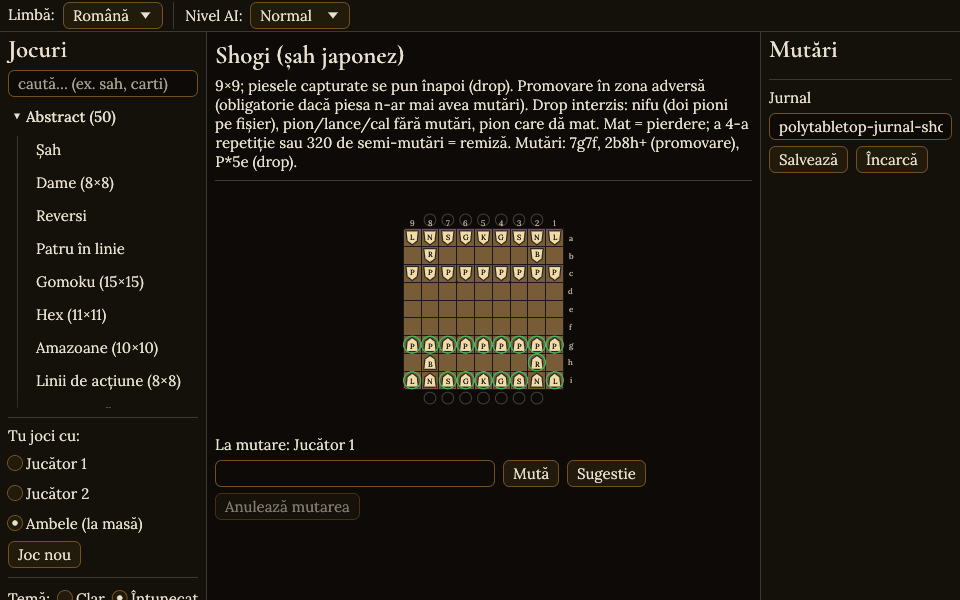 Limbă: Română ▼ Nivel AI: Normal ▼
Jocuri
caută... (ex. sah, carti)
▾ Abstract (50)
Șah
Dame (8×8)
Reversi
Patru în linie
Gomoku (15×15)
Hex (11×11)
Amazoane (10×10)
Linii de acțiune (8×8)
Tu joci cu:
Jucător 1
Jucător 2
Ambele (la masă)
Joc nou
Temă: Clar Întunecat
Shogi (șah japonez)
9×9; piesele capturate se pun înapoi (drop). Promovare în zona adversă
(obligatorie dacă piesa n-ar mai avea mutări). Drop interzis: nifu (doi pioni
pe fișier), pion/lance/cal fără mutări, pion care dă mat. Mat = pierdere; a 4-a
repetiție sau 320 de semi-mutări = remiză. Mutări: 7g7f, 2b8h+ (promovare),
P*5e (drop).
9 8 7 6 5 4 3 2 1
L N S G K G S N L a
R B b
P P P P P P P P P c
d
e
f
P P P P P P P P P g
B R h
L N S G K G S N L i
La mutare: Jucător 1
Mută Sugestie
Anulează mutarea
Mutări
Jurnal
polytabletop-jurnal-sho
Salvează Încarcă